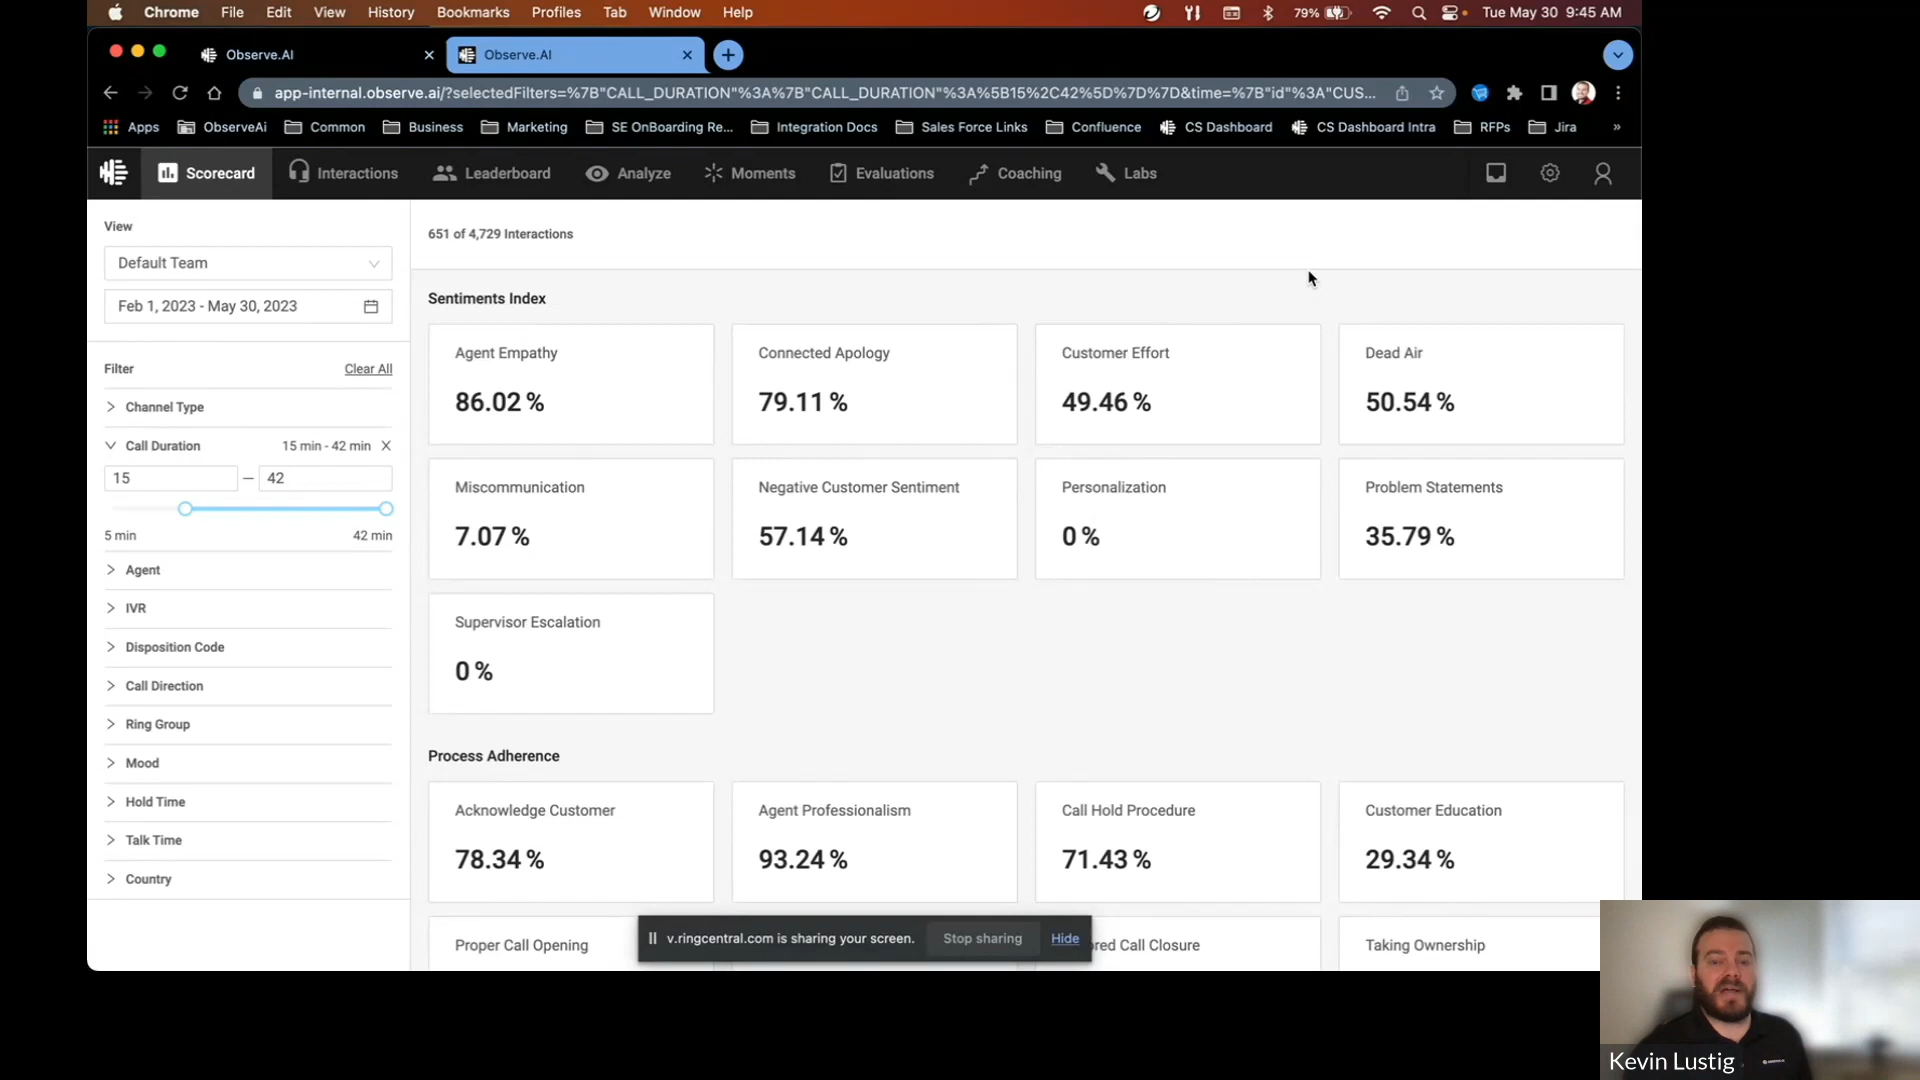 Chrome File Edit View History Bookmarks Profiles Tab Window Help 79% Tue May 30 9:45 AM
Observe.AI Observe.AI
app-internal.observe.ai/?selectedFilters=%7B"CALL_DURATION"%3A%7B"CALL_DURATION"%3A%5B15%2C42%5D%7D%7D&time=%7B"id"%3A"CUS...
Apps ObserveAi Common Business Marketing SE OnBoarding Re... Integration Docs Sales Force Links Confluence CS Dashboard CS Dashboard Intra RFPs Jira »
Scorecard Interactions Leaderboard Analyze Moments Evaluations Coaching Labs
View
Default Team
Feb 1, 2023 - May 30, 2023
Filter Clear All
Channel Type
Call Duration 15 min - 42 min X
15 — 42
5 min 42 min
Agent
IVR
Disposition Code
Call Direction
Ring Group
Mood
Hold Time
Talk Time
Country
651 of 4,729 Interactions
Sentiments Index
Agent Empathy Connected Apology Customer Effort Dead Air
86.02 % 79.11 % 49.46 % 50.54 %
Miscommunication Negative Customer Sentiment Personalization Problem Statements
7.07 % 57.14 % 0 % 35.79 %
Supervisor Escalation
0 %
Process Adherence
Acknowledge Customer Agent Professionalism Call Hold Procedure Customer Education
78.34 % 93.24 % 71.43 % 29.34 %
Proper Call Opening ored Call Closure Taking Ownership
v.ringcentral.com is sharing your screen. Stop sharing Hide
Kevin Lustig